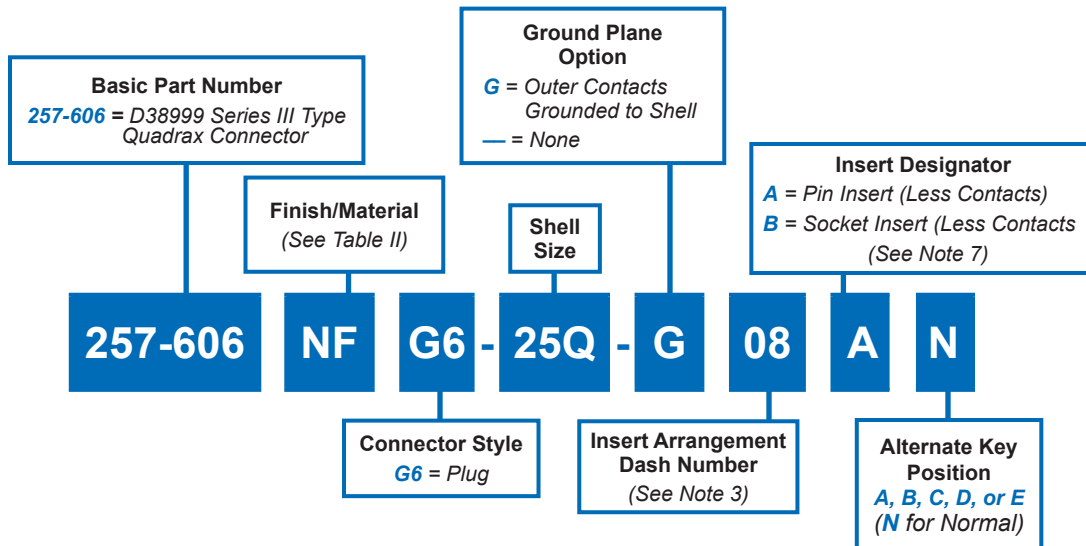 Basic Part Number
257-606 = D38999 Series III Type
Quadrax Connector
Finish/Material
(See Table II)
Ground Plane
Option
G = Outer Contacts
Grounded to Shell
— = None
Shell
Size
Insert Designator
A = Pin Insert (Less Contacts)
B = Socket Insert (Less Contacts
(See Note 7)
257-606 NF G6 - 25Q - G 08 A N
Connector Style
G6 = Plug
Insert Arrangement
Dash Number
(See Note 3)
Alternate Key
Position
A, B, C, D, or E
(N for Normal)